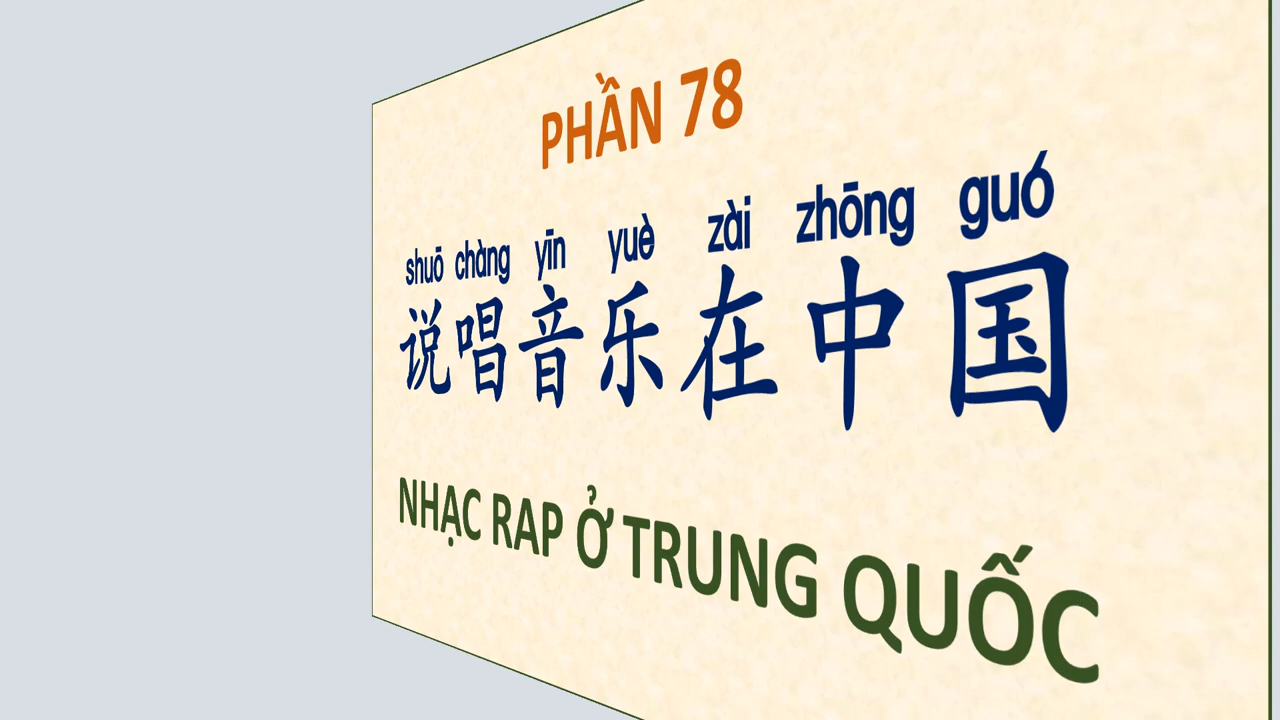 PHẦN 78
shuō chàng yīn yuè zài zhōng guó
说唱音乐在中国
NHẠC RAP Ở TRUNG QUỐC